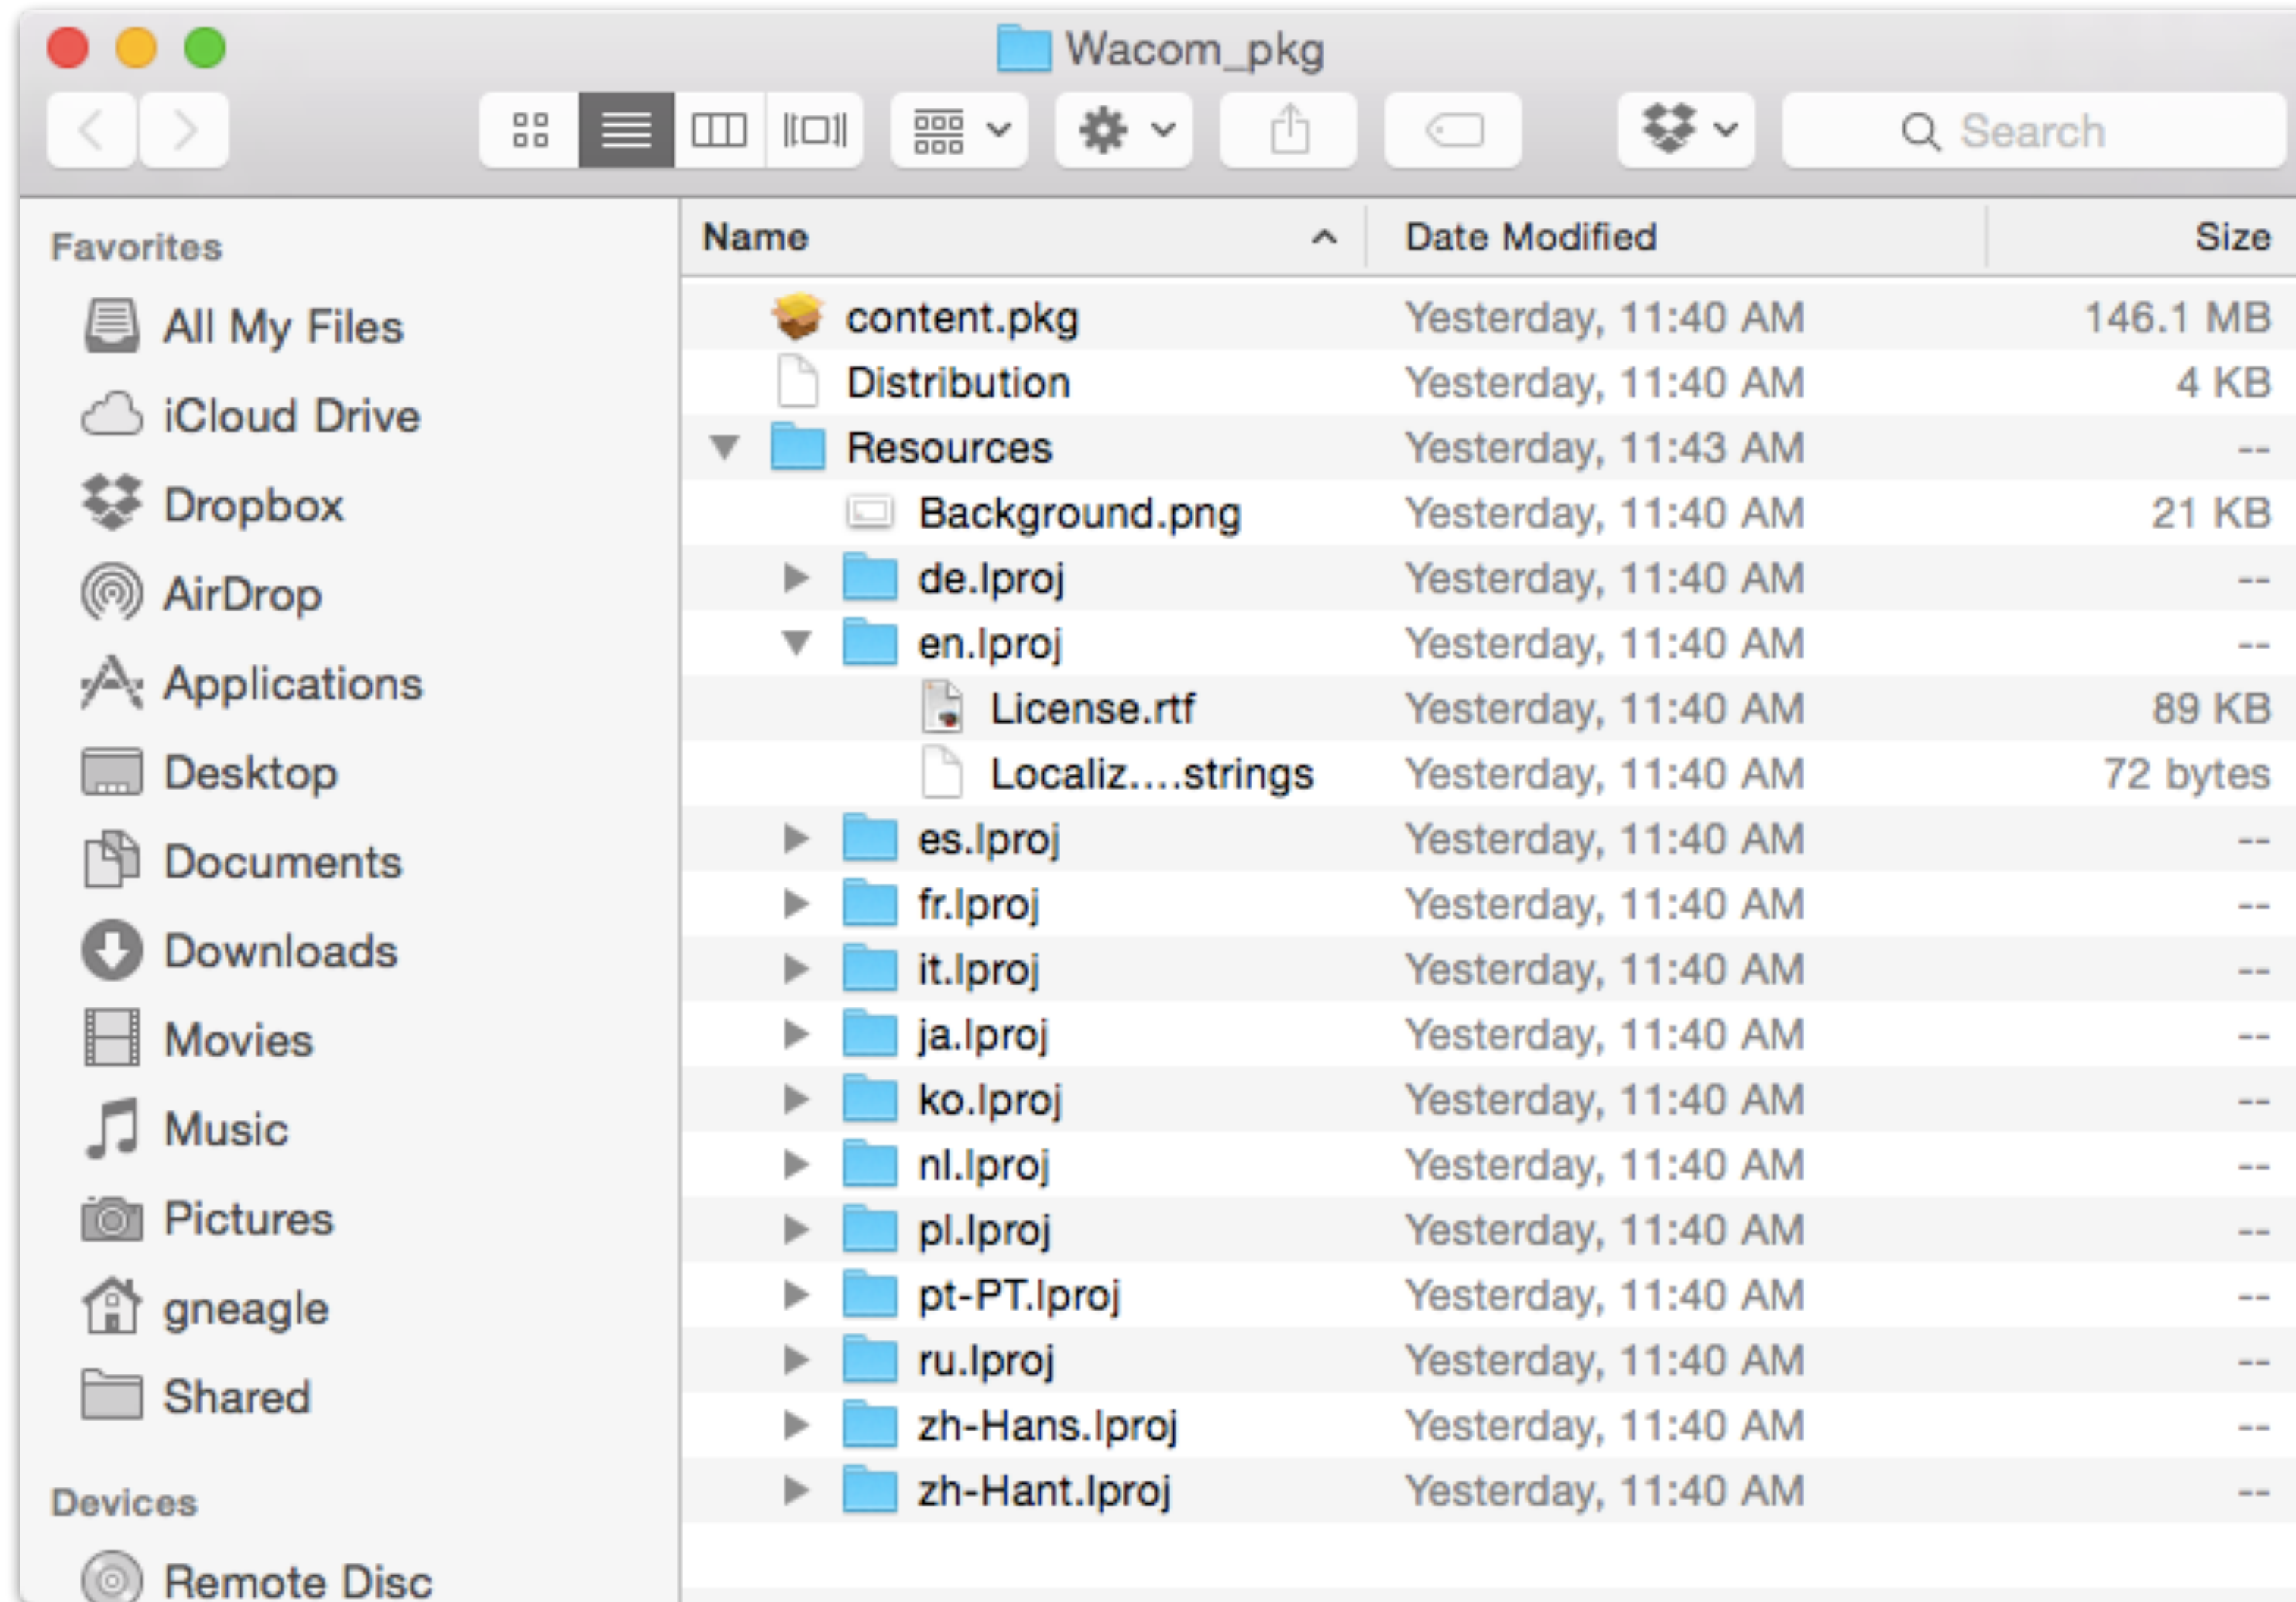 Wacom_pkg
Search
Favorites
All My Files
iCloud Drive
Dropbox
AirDrop
Applications
Desktop
Documents
Downloads
Movies
Music
Pictures
gneagle
Shared
Devices
Remote Disc
Name Date Modified Size
content.pkg Yesterday, 11:40 AM 146.1 MB
Distribution Yesterday, 11:40 AM 4 KB
Resources Yesterday, 11:43 AM --
Background.png Yesterday, 11:40 AM 21 KB
de.lproj Yesterday, 11:40 AM --
en.lproj Yesterday, 11:40 AM --
License.rtf Yesterday, 11:40 AM 89 KB
Localiz....strings Yesterday, 11:40 AM 72 bytes
es.lproj Yesterday, 11:40 AM --
fr.lproj Yesterday, 11:40 AM --
it.lproj Yesterday, 11:40 AM --
ja.lproj Yesterday, 11:40 AM --
ko.lproj Yesterday, 11:40 AM --
nl.lproj Yesterday, 11:40 AM --
pl.lproj Yesterday, 11:40 AM --
pt-PT.lproj Yesterday, 11:40 AM --
ru.lproj Yesterday, 11:40 AM --
zh-Hans.lproj Yesterday, 11:40 AM --
zh-Hant.lproj Yesterday, 11:40 AM --